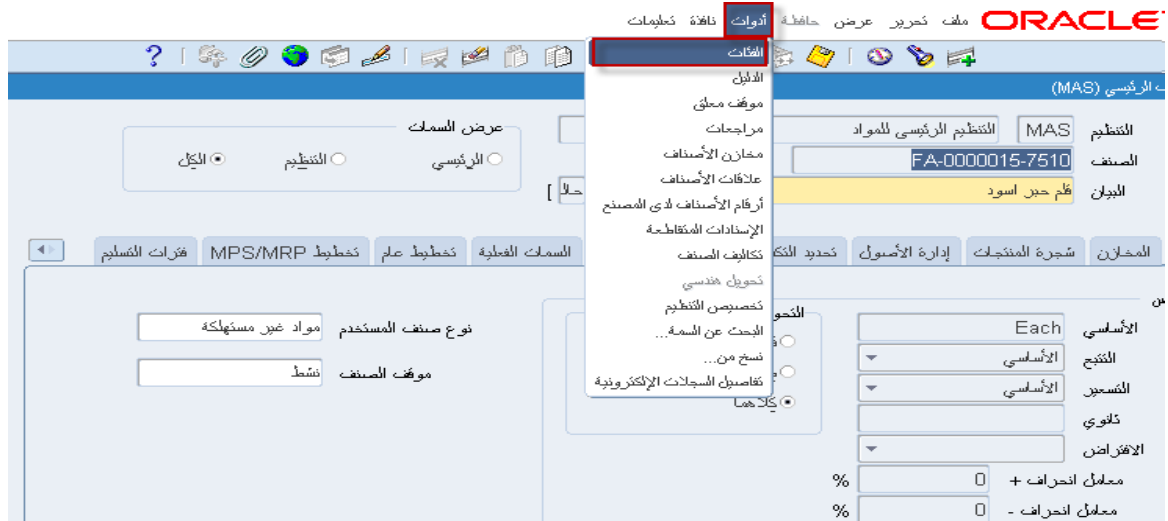 ORACLE ملف تحرير عرض حافظة أدوات نافذة تعليمات
الفئات
الدليل
موقف معلق
مراجعات
مخازن الأصناف
علاقات الأصناف
أرقام الأصناف لدى المصنع
الإسنادات المتقاطعة
تكاليف الصنف
تحويل هندسي
تخصيص التنظيم
البحث عن السمة...
نسخ من...
تفاصيل السجلات الإلكترونية
الرئيسي (MAS)
التنظيم MAS التنظيم الرئيسي للمواد
الصنف FA-0000015-7510
البيان قلم حبر اسود
[ ]
عرض السمات
الرئيسي التنظيم الكل
المخازن شجرة المنتجات إدارة الأصول تحديد السمات الفعلية تخطيط عام تخطيط MPS/MRP فترات التسليم
الأساسي Each
التتبع الأساسي
التسعير الأساسي
ثانوي
الافتراض
معامل انحراف + 0 %
معامل انحراف - 0 %
كلاهما
نوع صنف المستخدم مواد غير مستهلكة
موقف الصنف نشط